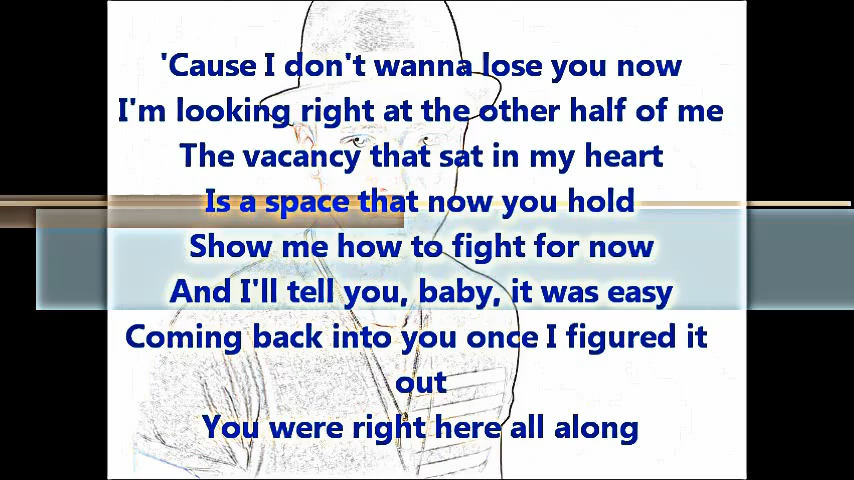 'Cause I don't wanna lose you now
I'm looking right at the other half of me
The vacancy that sat in my heart
Is a space that now you hold
Show me how to fight for now
And I'll tell you, baby, it was easy
Coming back into you once I figured it
out
You were right here all along